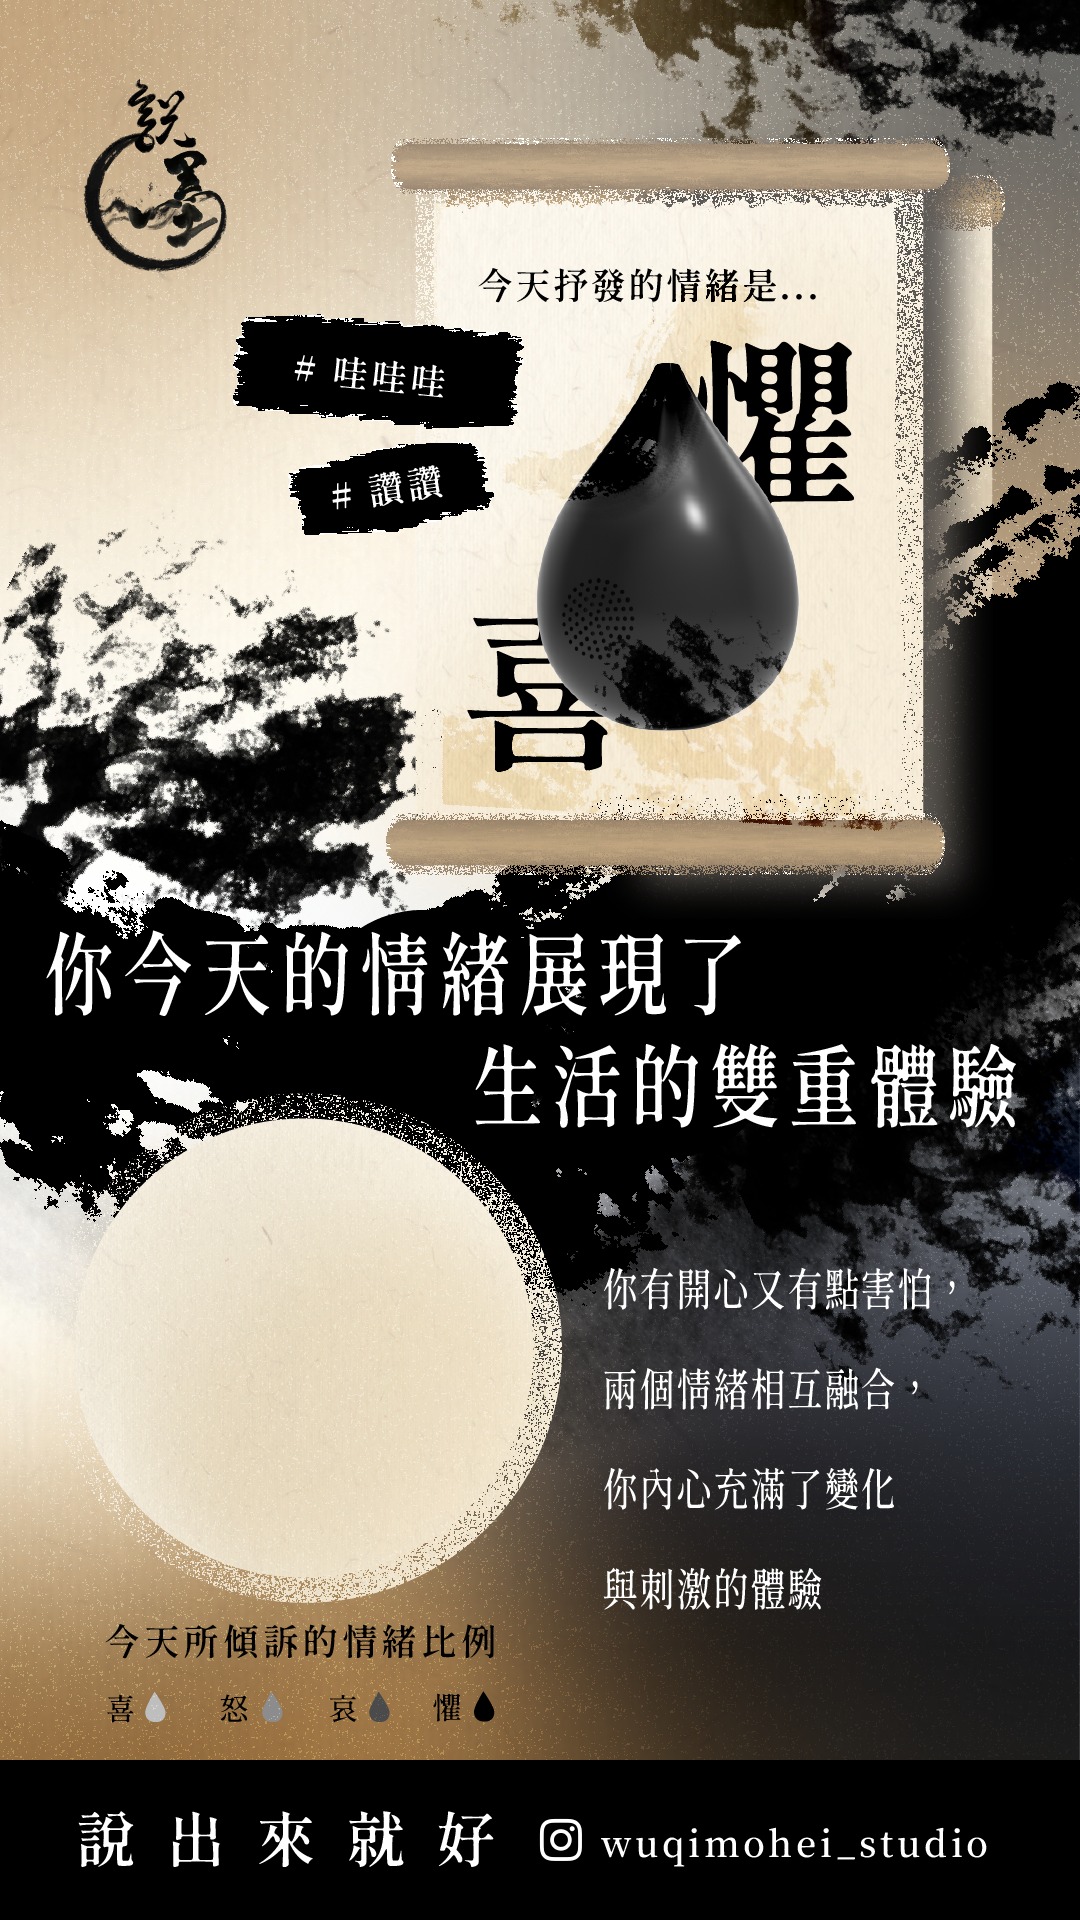 說墨
今天抒發的情緒是...
懼
# 哇哇哇
# 讚讚
喜
你今天的情緒展現了
生活的雙重體驗
你有開心又有點害怕，
兩個情緒相互融合，
你內心充滿了變化
與刺激的體驗
今天所傾訴的情緒比例
喜 怒 哀 懼
說出來就好 wuqimohei_studio